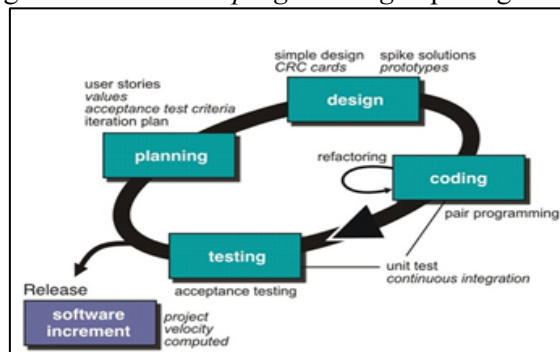 simple design
CRC cards
spike solutions
prototypes
design
user stories
values
acceptance test criteria
iteration plan
planning
refactoring
coding
pair programming
unit test
continuous integration
testing
acceptance testing
Release
software
increment
project
velocity
computed